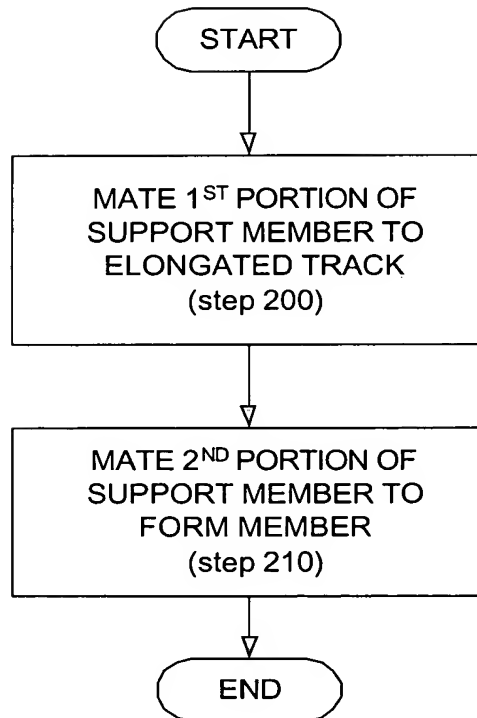 START
MATE 1ST PORTION OF
SUPPORT MEMBER TO
ELONGATED TRACK
(step 200)
MATE 2ND PORTION OF
SUPPORT MEMBER TO
FORM MEMBER
(step 210)
END